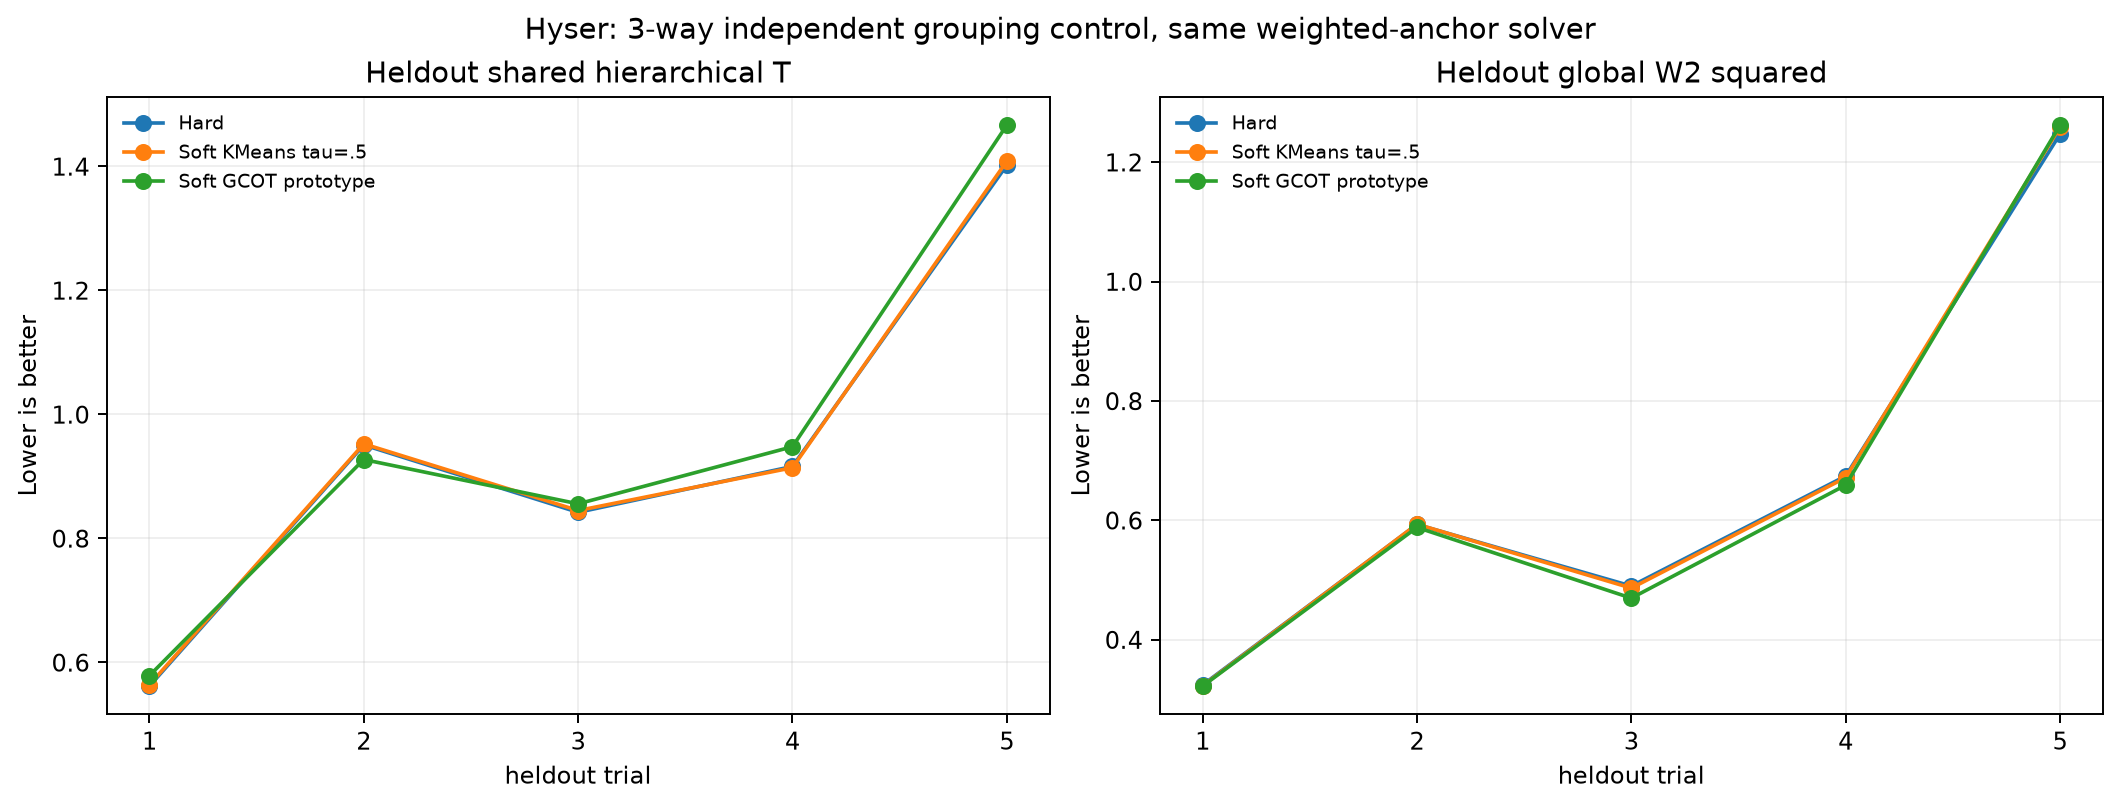 Hyser: 3-way independent grouping control, same weighted-anchor solver
Heldout shared hierarchical T
Lower is better
1.4
1.2
1.0
0.8
0.6
Hard
Soft KMeans tau=.5
Soft GCOT prototype
1 2 3 4 5
heldout trial
Heldout global W2 squared
Lower is better
1.2
1.0
0.8
0.6
0.4
Hard
Soft KMeans tau=.5
Soft GCOT prototype
1 2 3 4 5
heldout trial